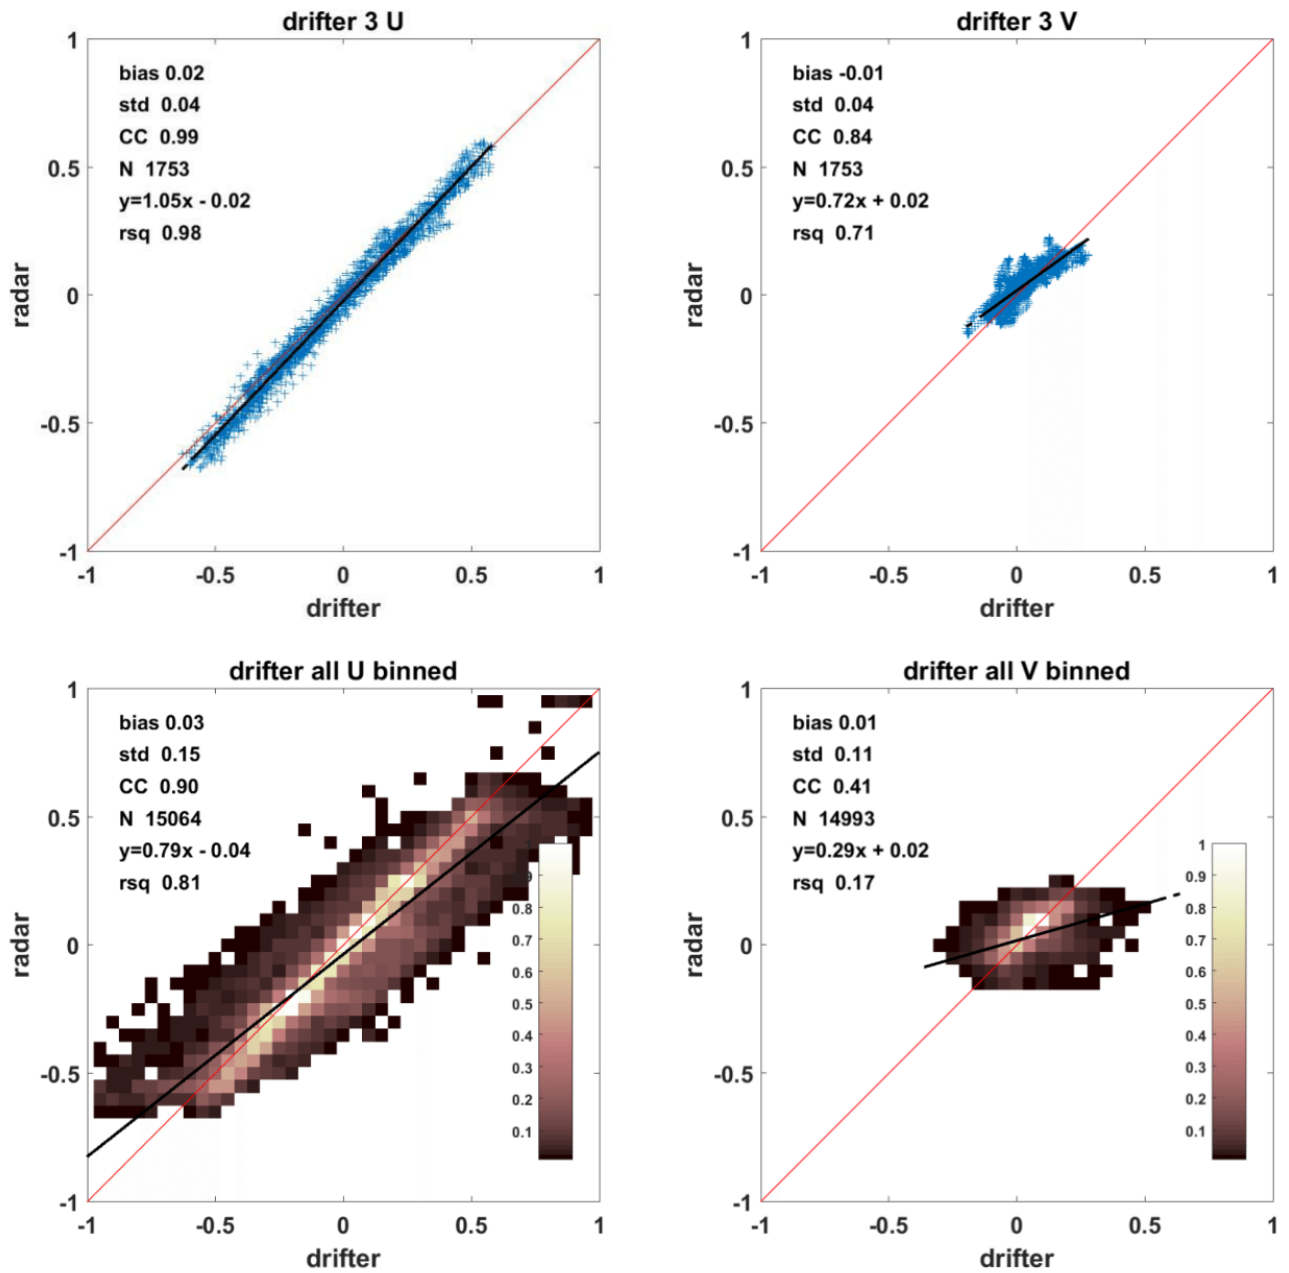 drifter 3 U
1
0.5
0
-0.5
-1
radar
bias 0.02
std 0.04
CC 0.99
N 1753
y=1.05x - 0.02
rsq 0.98
-1 -0.5 0 0.5 1
drifter
drifter 3 V
1
0.5
0
-0.5
-1
radar
bias -0.01
std 0.04
CC 0.84
N 1753
y=0.72x + 0.02
rsq 0.71
-1 -0.5 0 0.5 1
drifter
drifter all U binned
1
0.5
0
-0.5
-1
radar
bias 0.03
std 0.15
CC 0.90
N 15064
y=0.79x - 0.04
rsq 0.81
9
0.8
0.7
0.6
0.5
0.4
0.3
0.2
0.1
-1 -0.5 0 0.5 1
drifter
drifter all V binned
1
0.5
0
-0.5
-1
radar
bias 0.01
std 0.11
CC 0.41
N 14993
y=0.29x + 0.02
rsq 0.17
1
0.9
0.8
0.7
0.6
0.5
0.4
0.3
0.2
0.1
-1 -0.5 0 0.5 1
drifter